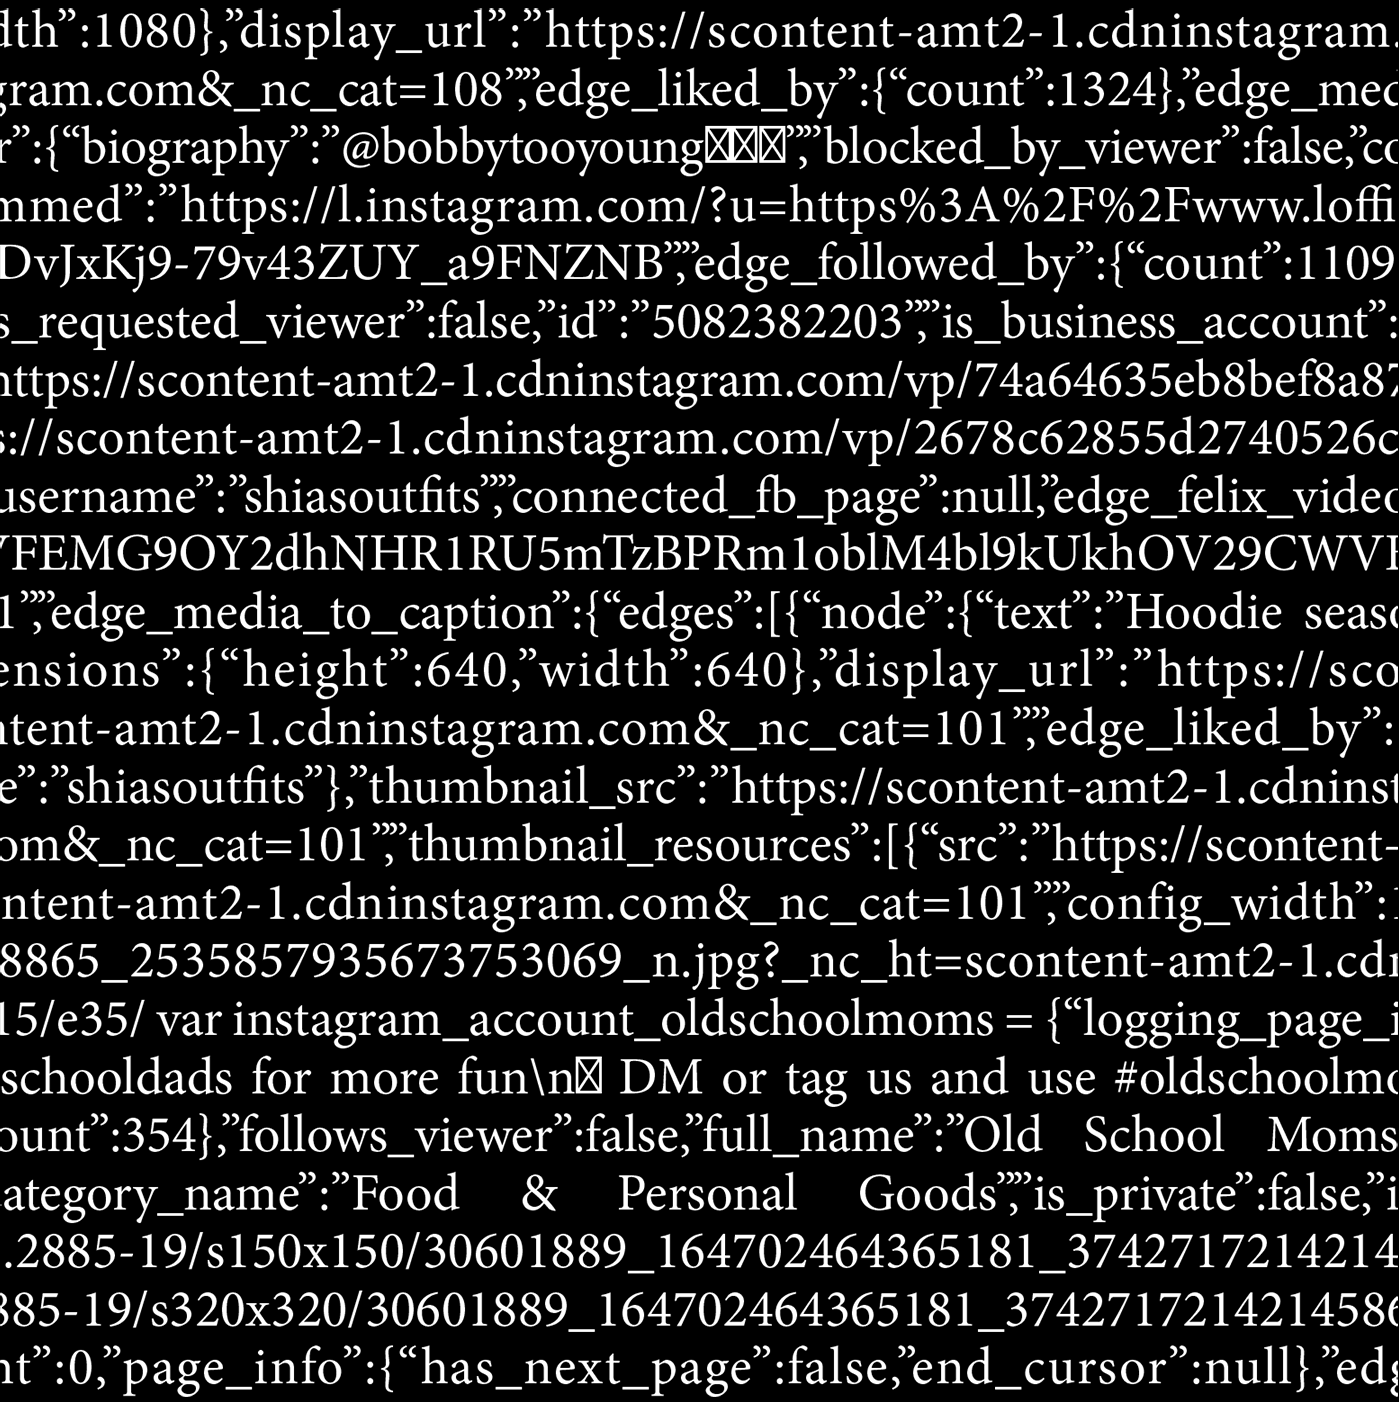 dth”:1080},”display_url”:”https://scontent-amt2-1.cdninstagram.
gram.com&_nc_cat=108”,”edge_liked_by”:{“count”:1324},”edge_med
r”:{“biography”:”@bobbytooyoung”,”blocked_by_viewer”:false,”co
mmed”:”https://l.instagram.com/?u=https%3A%2F%2Fwww.loffi
DvJxKj9-79v43ZUY_a9FNZNB”,”edge_followed_by”:{“count”:1109
s_requested_viewer”:false,”id”:”5082382203”,”is_business_account”:
https://scontent-amt2-1.cdninstagram.com/vp/74a64635eb8bef8a87
s://scontent-amt2-1.cdninstagram.com/vp/2678c62855d2740526c
username”:”shiasoutfits”,”connected_fb_page”:null,”edge_felix_video
VFEMG9OY2dhNHR1RU5mTzBPRm1oblM4bl9kUkhOV29CWVI
1”,”edge_media_to_caption”:{“edges”:[{“node”:{“text”:”Hoodie seaso
ensions”:{“height”:640,”width”:640},”display_url”:”https://sco
ntent-amt2-1.cdninstagram.com&_nc_cat=101”,”edge_liked_by”:
e”:”shiasoutfits”},”thumbnail_src”:”https://scontent-amt2-1.cdninst
om&_nc_cat=101”,”thumbnail_resources”:[{“src”:”https://scontent-
ntent-amt2-1.cdninstagram.com&_nc_cat=101”,”config_width”:
8865_2535857935673753069_n.jpg?_nc_ht=scontent-amt2-1.cdn
15/e35/ var instagram_account_oldschoolmoms = {“logging_page_i
schooldads for more fun\n DM or tag us and use #oldschoolmo
ount”:354},”follows_viewer”:false,”full_name”:”Old School Moms
category_name”:”Food & Personal Goods”,”is_private”:false,”i
.2885-19/s150x150/30601889_164702464365181_3742717214214
885-19/s320x320/30601889_164702464365181_374271721421458
nt”:0,”page_info”:{“has_next_page”:false,”end_cursor”:null},”edg